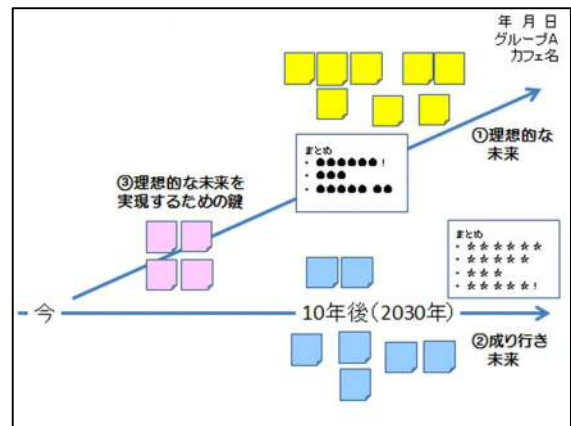 年 月 日
グループA
カフェ名
①理想的な
未来
まとめ
・ ●●●●●● !
・ ●●●
・ ●●●●● ●●
③理想的な未来を
実現するための鍵
まとめ
・ ☆☆☆☆☆☆
・ ☆☆☆☆☆
・ ☆☆☆
・ ☆☆☆☆☆!
今
10年後(2030年)
②成り行き
未来